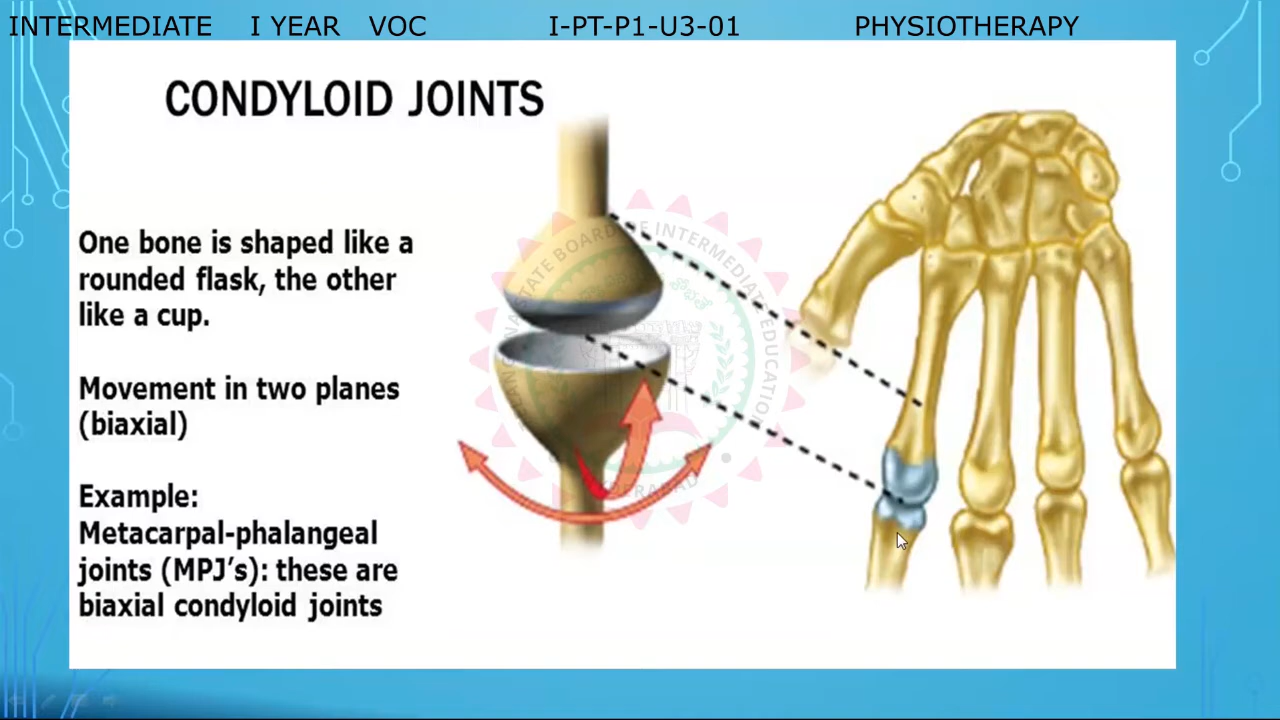 INTERMEDIATE I YEAR VOC I-PT-P1-U3-01 PHYSIOTHERAPY
CONDYLOID JOINTS
One bone is shaped like a
rounded flask, the other
like a cup.
Movement in two planes
(biaxial)
Example:
Metacarpal-phalangeal
joints (MPJ’s): these are
biaxial condyloid joints